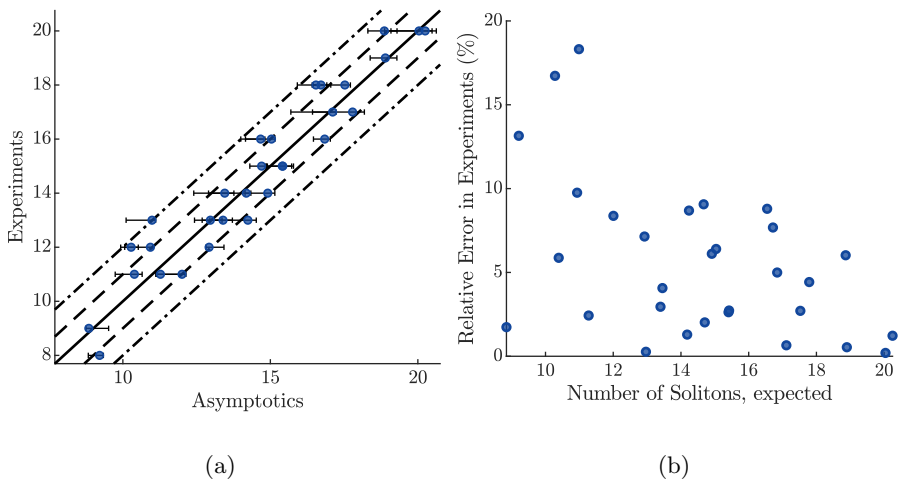 20
18
16
14
12
10
8
Experiments
10 15 20
Asymptotics
(a)
20
15
10
5
0
Relative Error in Experiments (%)
10 12 14 16 18 20
Number of Solitons, expected
(b)